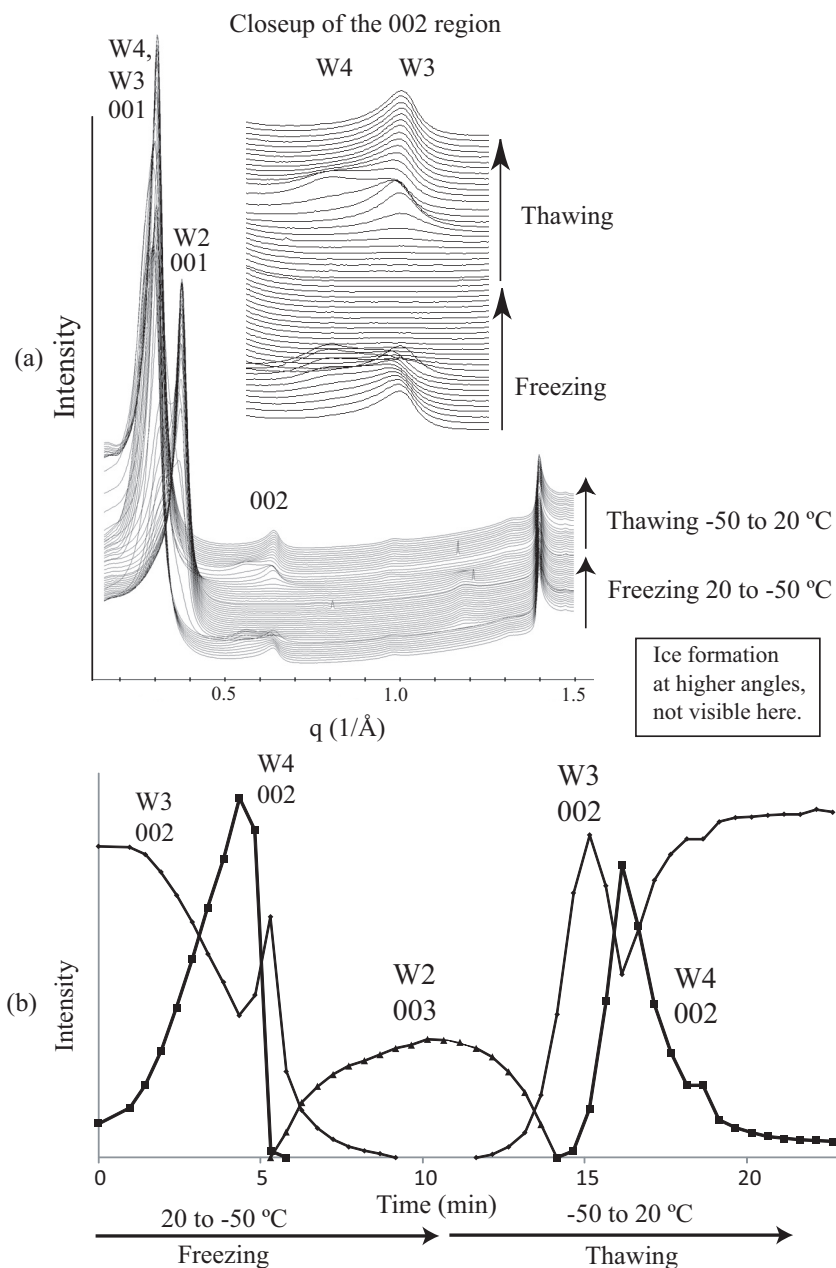 Closeup of the 002 region
W4,
W3
001
W4 W3
W2
001
Thawing
(a)
Intensity
Freezing
002
Thawing -50 to 20 ºC
Freezing 20 to -50 ºC
Ice formation
at higher angles,
not visible here.
0.5 1.0 1.5
q (1/Å)
W3
002
W4
002
W3
002
W2
003
W4
002
(b)
Intensity
0 5 10 15 20
Time (min)
20 to -50 ºC
Freezing
-50 to 20 ºC
Thawing